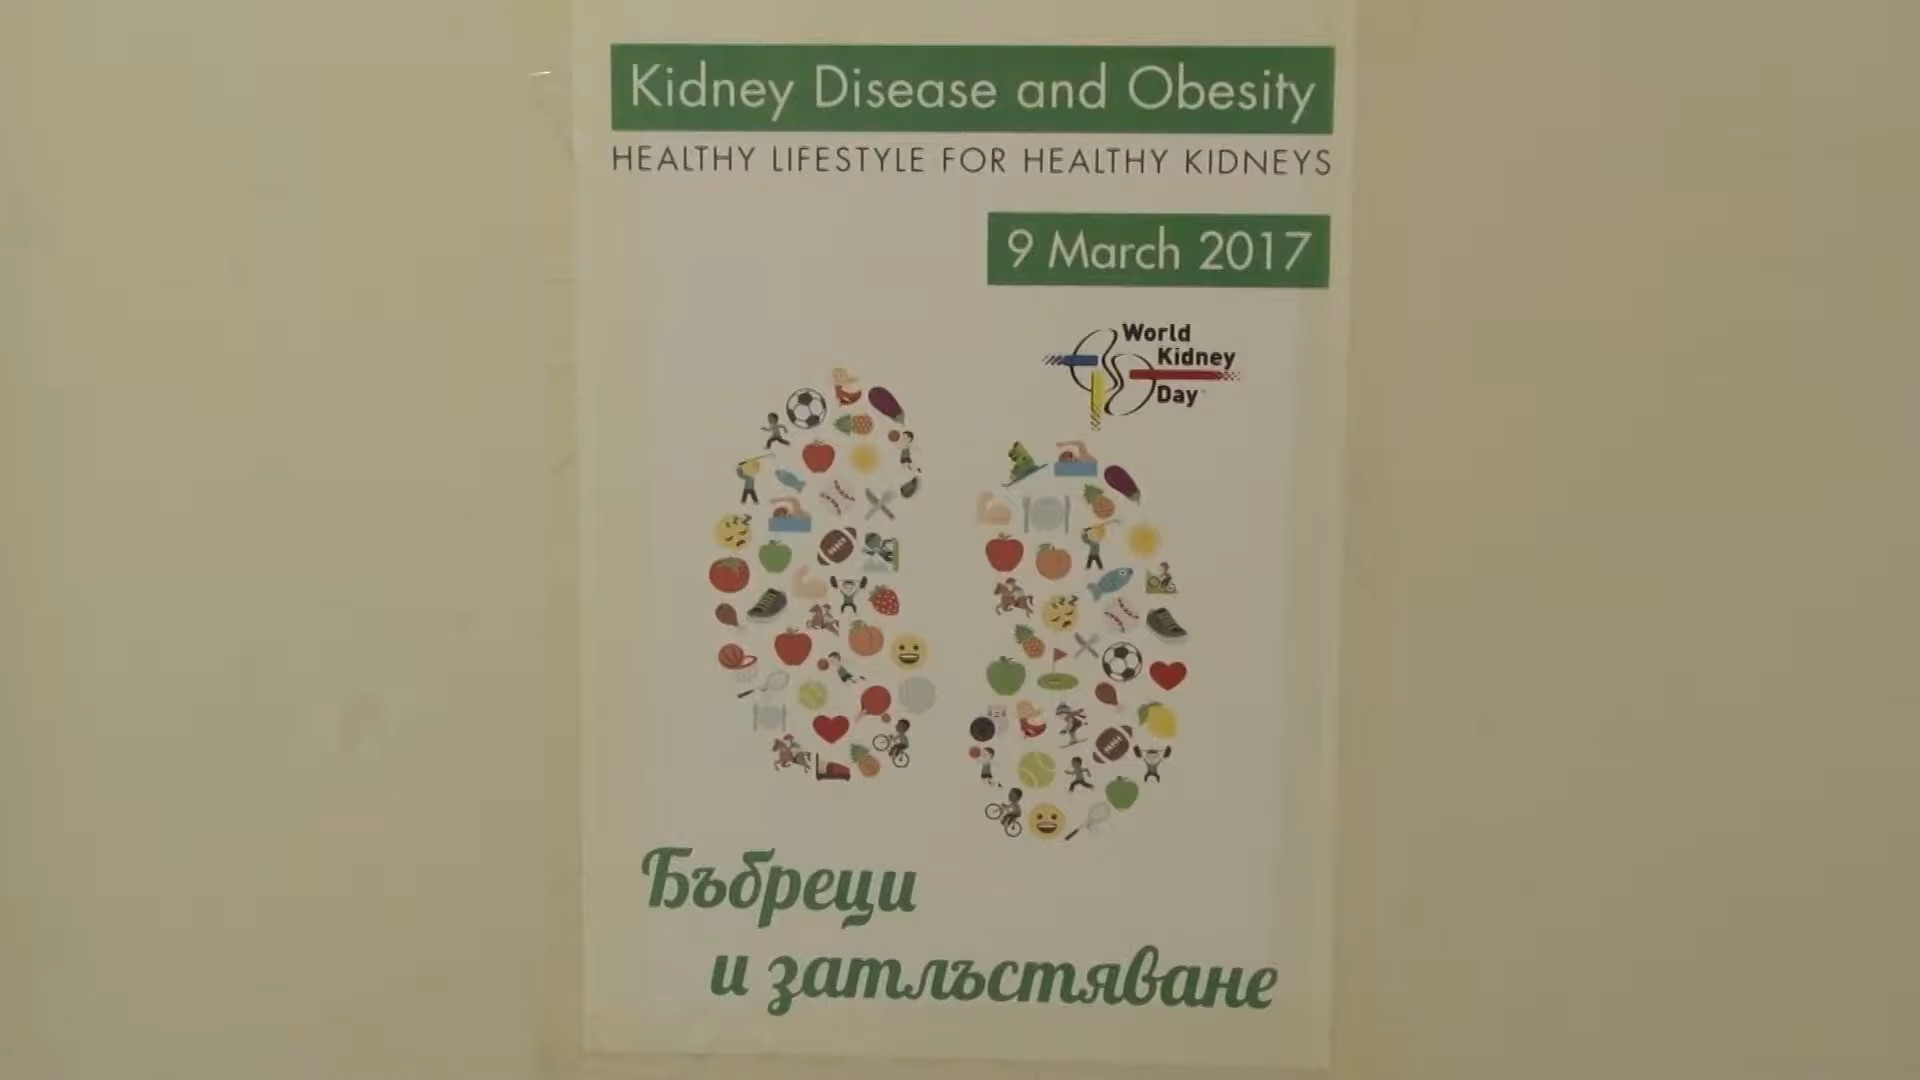 Kidney Disease and Obesity
HEALTHY LIFESTYLE FOR HEALTHY KIDNEYS
9 March 2017
World
Kidney
Day
Бъбреци
и затлъстяване